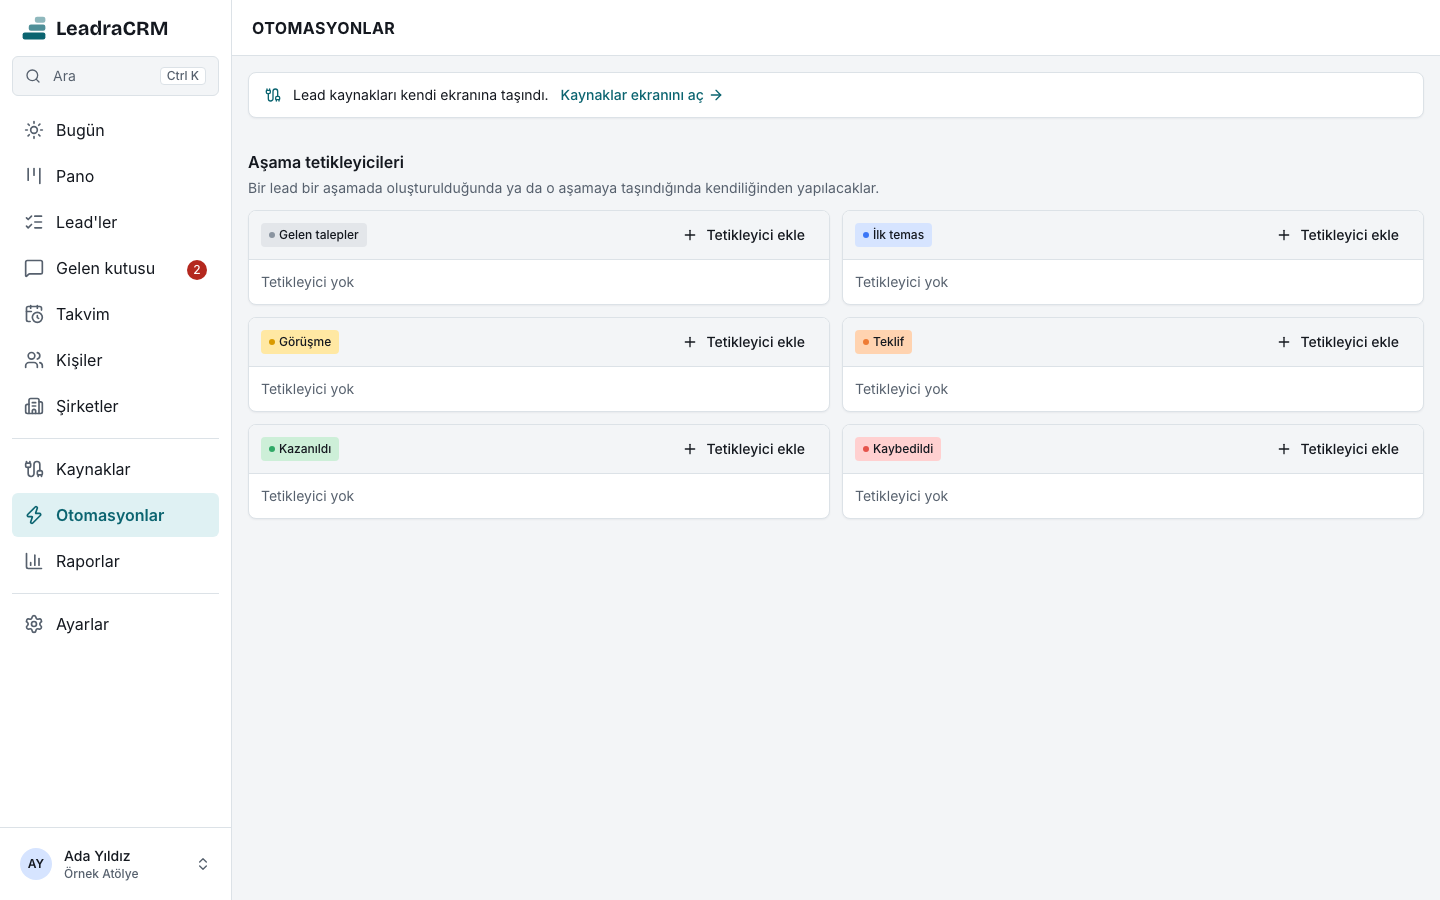 LeadraCRM
Ara
Ctrl K
Bugün
Pano
Lead'ler
Gelen kutusu
2
Takvim
Kişiler
Şirketler
Kaynaklar
Otomasyonlar
Raporlar
Ayarlar
AY
Ada Yıldız
Örnek Atölye
OTOMASYONLAR
Lead kaynakları kendi ekranına taşındı. Kaynaklar ekranını aç
Aşama tetikleyicileri
Bir lead bir aşamada oluşturulduğunda ya da o aşamaya taşındığında kendiliğinden yapılacaklar.
Gelen talepler
Tetikleyici ekle
Tetikleyici yok
İlk temas
Tetikleyici ekle
Tetikleyici yok
Görüşme
Tetikleyici ekle
Tetikleyici yok
Teklif
Tetikleyici ekle
Tetikleyici yok
Kazanıldı
Tetikleyici ekle
Tetikleyici yok
Kaybedildi
Tetikleyici ekle
Tetikleyici yok